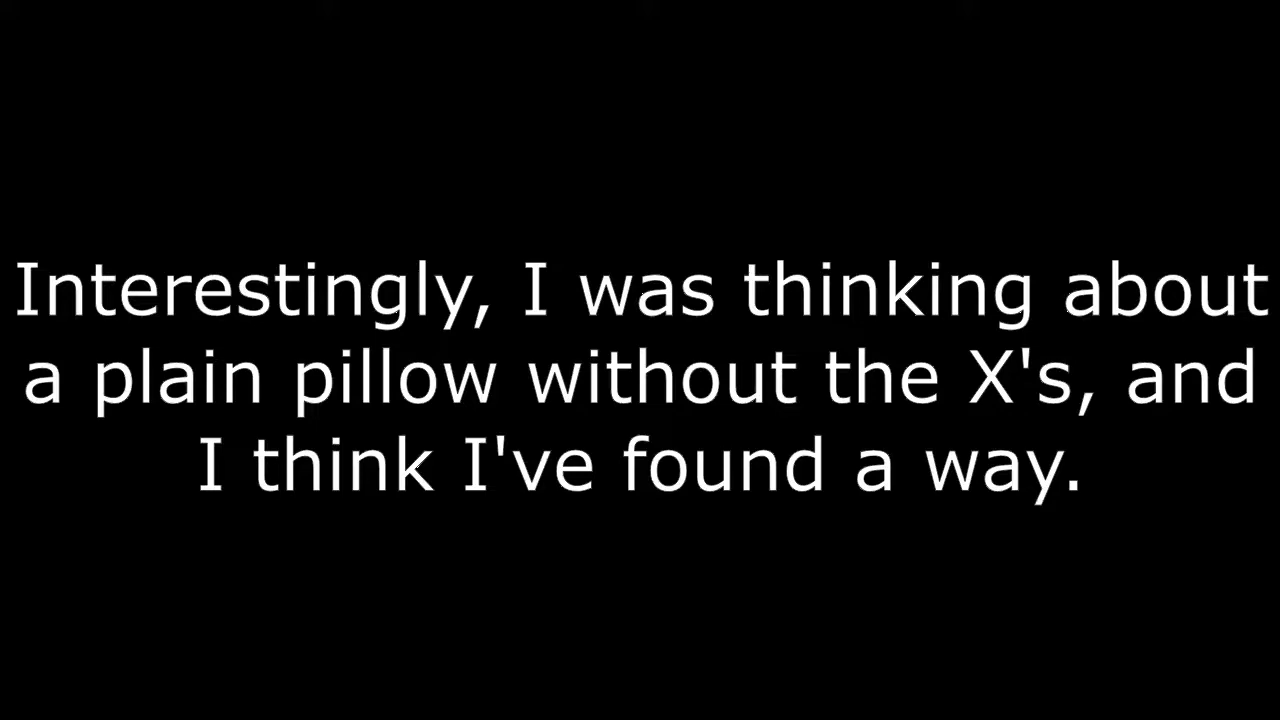 Interestingly, I was thinking about
a plain pillow without the X's, and
I think I've found a way.